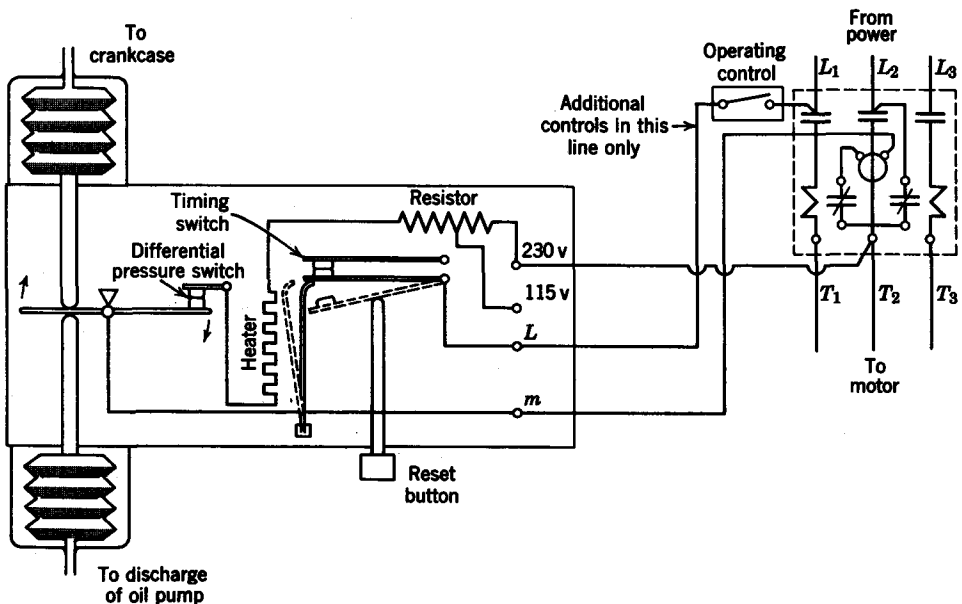 To
crankcase
From
power
Operating
control
L1
L2
L3
Additional
controls in this
line only
Timing
switch
Resistor
Differential
pressure switch
230 v
115 v
Heater
L
T1
T2
T3
To
motor
m
Reset
button
To discharge
of oil pump